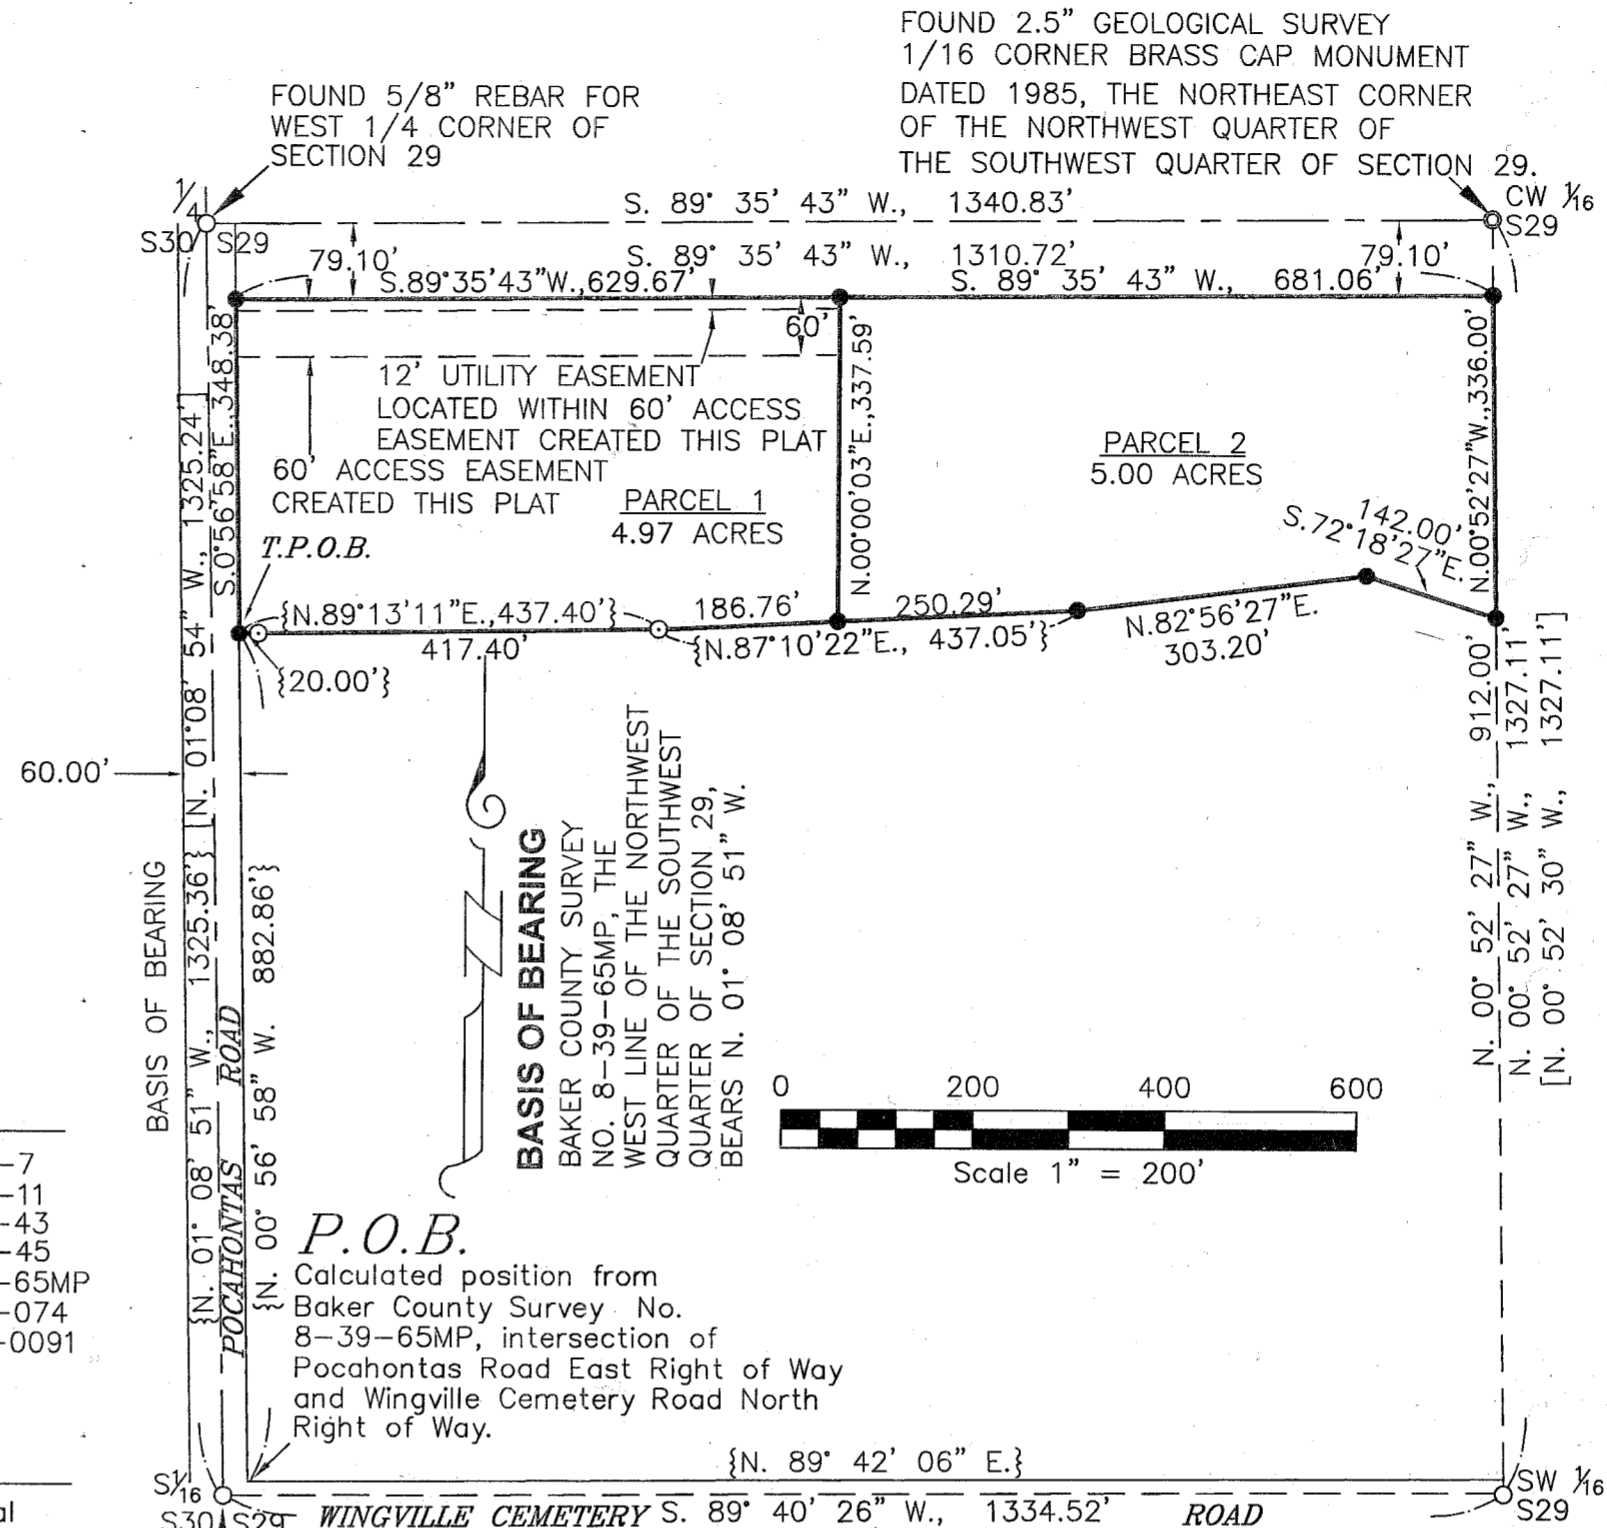 FOUND 2.5" GEOLOGICAL SURVEY
1/16 CORNER BRASS CAP MONUMENT
DATED 1985, THE NORTHEAST CORNER
OF THE NORTHWEST QUARTER OF
THE SOUTHWEST QUARTER OF SECTION 29.
FOUND 5/8" REBAR FOR
WEST 1/4 CORNER OF
SECTION 29
1/4
S30 S29
CW 1/16
S29
S. 89° 35' 43" W., 1340.83'
79.10'
S. 89° 35' 43" W., 1310.72'
79.10'
S.89°35'43"W.,629.67'
S. 89° 35' 43" W., 681.06'
60'
12' UTILITY EASEMENT
LOCATED WITHIN 60' ACCESS
EASEMENT CREATED THIS PLAT
60' ACCESS EASEMENT
CREATED THIS PLAT
PARCEL 1
4.97 ACRES
PARCEL 2
5.00 ACRES
S.0°56'58"E.,348.38'
N.00°00'03"E.,337.59'
N.00°52'27"W.,336.00'
142.00'
S.72°18'27"E.
T.P.O.B.
{N.89°13'11"E.,437.40'}
417.40'
{20.00'}
186.76'
250.29'
{N.87°10'22"E., 437.05'}
N.82°56'27"E.
303.20'
60.00'
BASIS OF BEARING
{N. 01° 08' 51" W., 1325.36'}
[N. 01°08' 54" W., 1325.24']
POCAHONTAS ROAD
{N. 00° 56' 58" W. 882.86'}
BASIS OF BEARING
BAKER COUNTY SURVEY
NO. 8-39-65MP, THE
WEST LINE OF THE NORTHWEST
QUARTER OF THE SOUTHWEST
QUARTER OF SECTION 29,
BEARS N. 01° 08' 51" W.
N. 00° 52' 27" W., 912.00'
N. 00° 52' 27" W., 1327.11'
[N. 00° 52' 30" W., 1327.11']
0 200 400 600
Scale 1" = 200'
-7
-11
-43
-45
-65MP
-074
-0091
al
P.O.B.
Calculated position from
Baker County Survey No.
8-39-65MP, intersection of
Pocahontas Road East Right of Way
and Wingville Cemetery Road North
Right of Way.
{N. 89° 42' 06" E.}
S1/16
S30 S29
WINGVILLE CEMETERY S. 89° 40' 26" W., 1334.52' ROAD
SW 1/16
S29